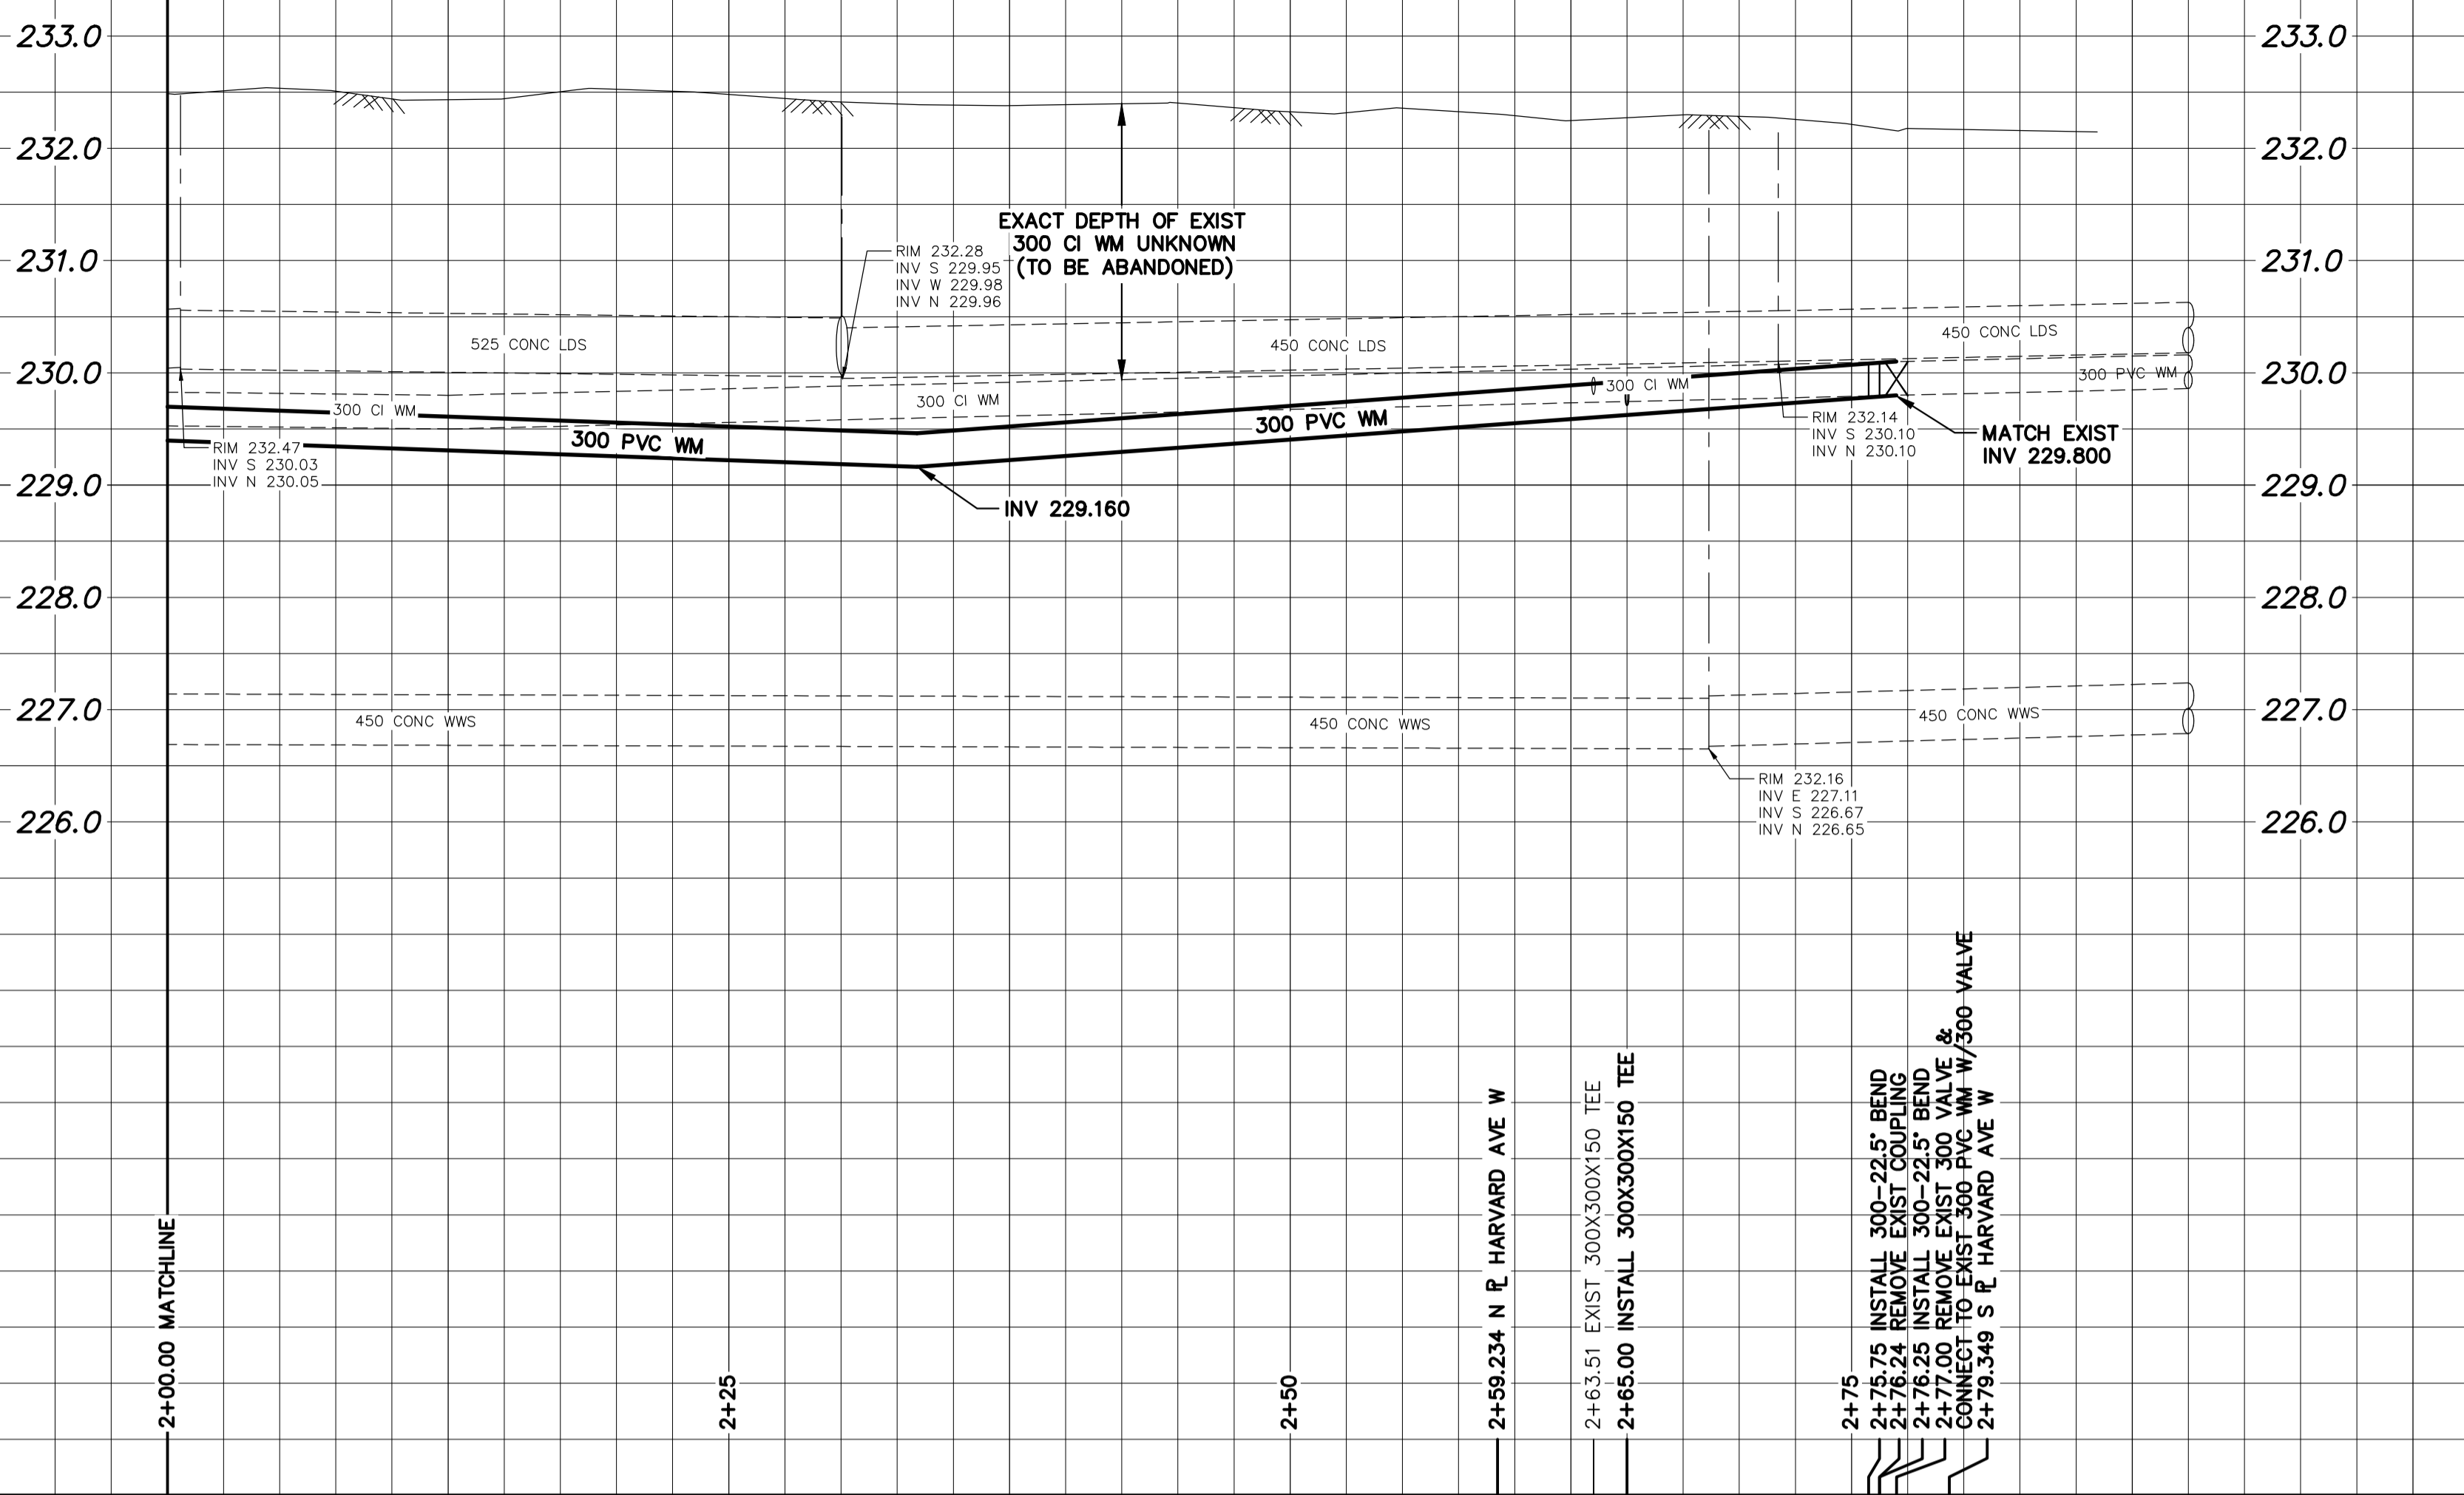 233.0
233.0
232.0
232.0
231.0
231.0
230.0
230.0
229.0
229.0
228.0
228.0
227.0
227.0
226.0
226.0
EXACT DEPTH OF EXIST
300 CI WM UNKNOWN
(TO BE ABANDONED)
RIM 232.28
INV S 229.95
INV W 229.98
INV N 229.96
525 CONC LDS
450 CONC LDS
450 CONC LDS
300 CI WM
300 CI WM
300 CI WM
300 PVC WM
300 PVC WM
300 PVC WM
RIM 232.47
INV S 230.03
INV N 230.05
INV 229.160
RIM 232.14
INV S 230.10
INV N 230.10
MATCH EXIST
INV 229.800
450 CONC WWS
450 CONC WWS
450 CONC WWS
RIM 232.16
INV E 227.11
INV S 226.67
INV N 226.65
2+00.00 MATCHLINE
2+25
2+50
2+59.234 N PL HARVARD AVE W
2+63.51 EXIST 300X300X150 TEE
2+65.00 INSTALL 300X300X150 TEE
2+75
2+75.75 INSTALL 300-22.5° BEND
2+76.24 REMOVE EXIST COUPLING
2+76.25 INSTALL 300-22.5° BEND
2+77.00 REMOVE EXIST 300 VALVE &
CONNECT TO EXIST 300 PVC WM W/300 VALVE
2+79.349 S PL HARVARD AVE W